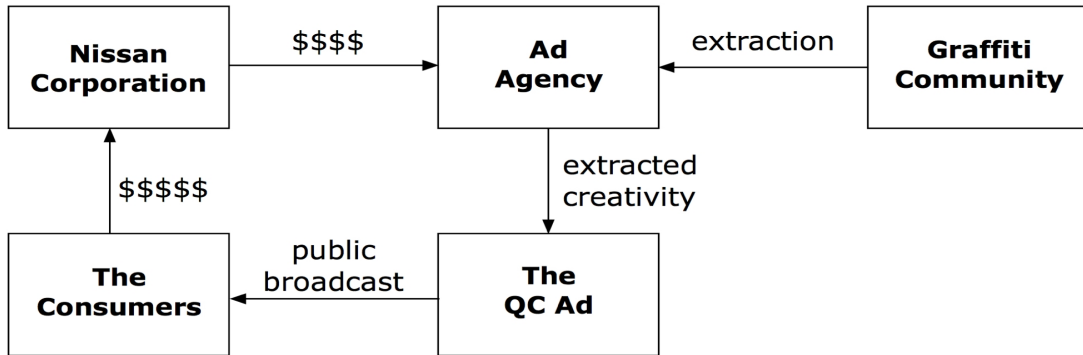 Nissan
Corporation
$$$$
Ad
Agency
extraction
Graffiti
Community
$$$$$
extracted
creativity
The
Consumers
public
broadcast
The
QC Ad